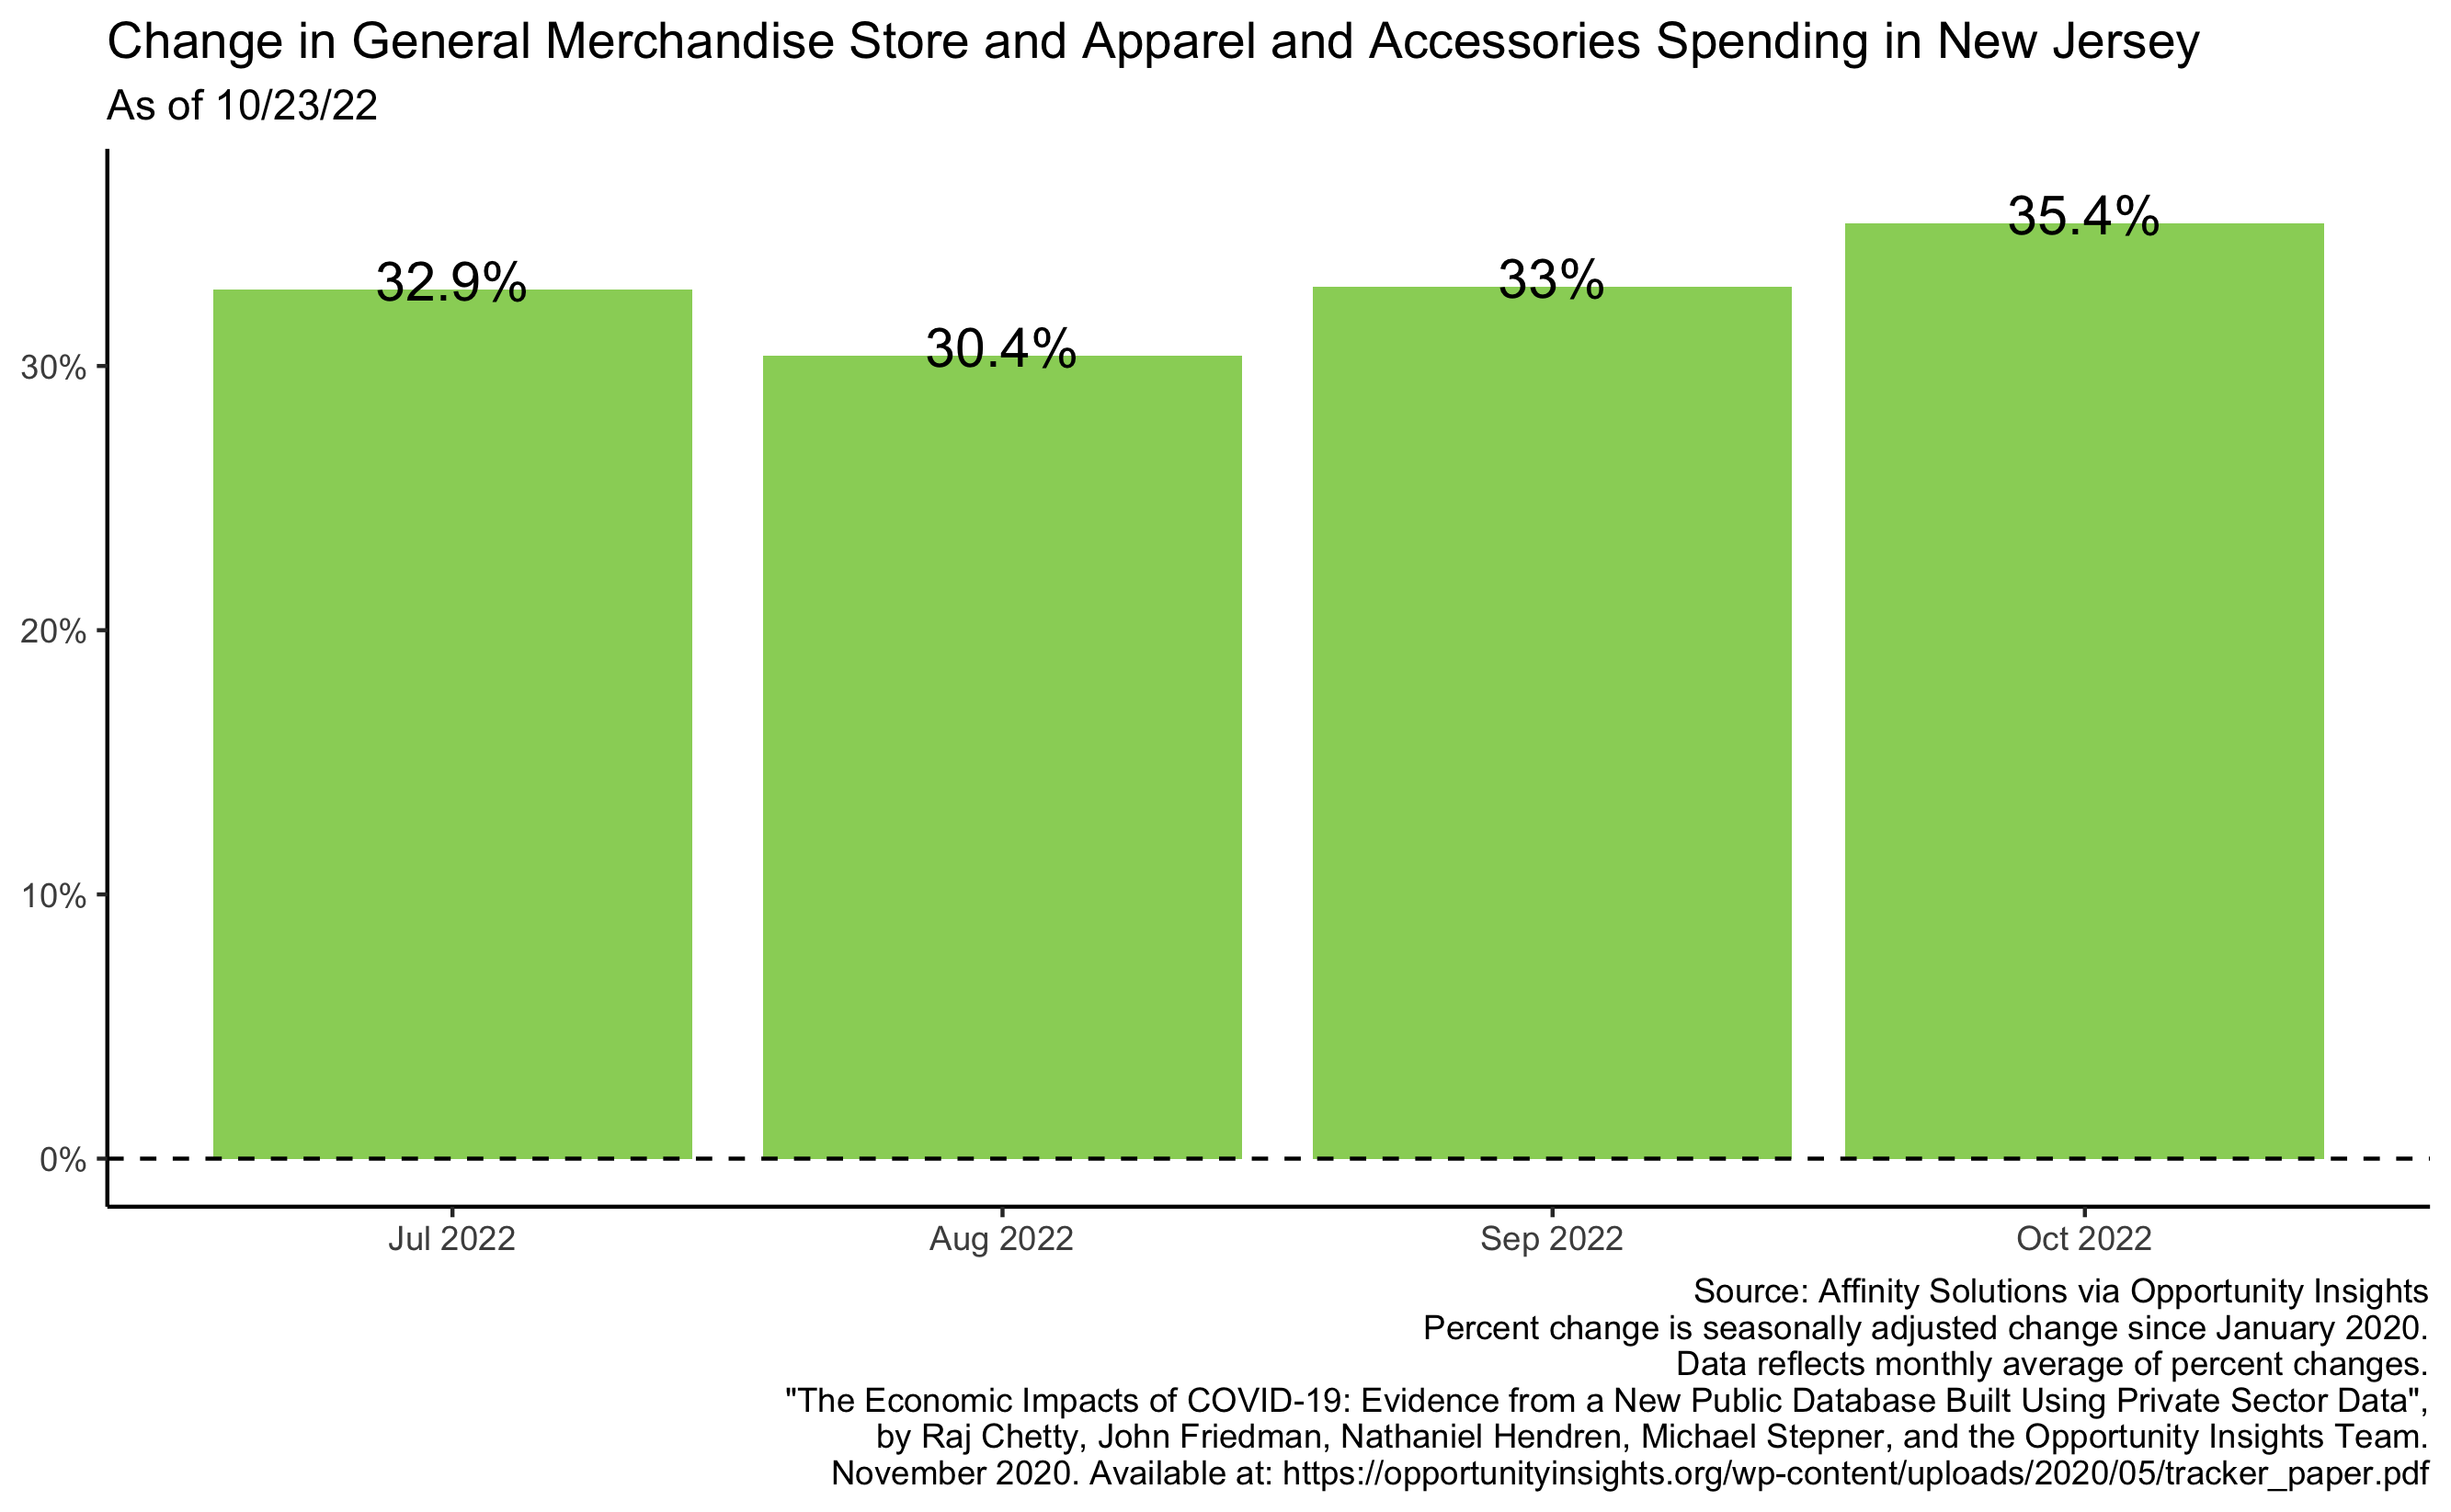 Change in General Merchandise Store and Apparel and Accessories Spending in New Jersey
As of 10/23/22
32.9%
30.4%
33%
35.4%
30%
20%
10%
0%
Jul 2022
Aug 2022
Sep 2022
Oct 2022
Source: Affinity Solutions via Opportunity Insights
Percent change is seasonally adjusted change since January 2020.
Data reflects monthly average of percent changes.
"The Economic Impacts of COVID-19: Evidence from a New Public Database Built Using Private Sector Data",
by Raj Chetty, John Friedman, Nathaniel Hendren, Michael Stepner, and the Opportunity Insights Team.
November 2020. Available at: https://opportunityinsights.org/wp-content/uploads/2020/05/tracker_paper.pdf